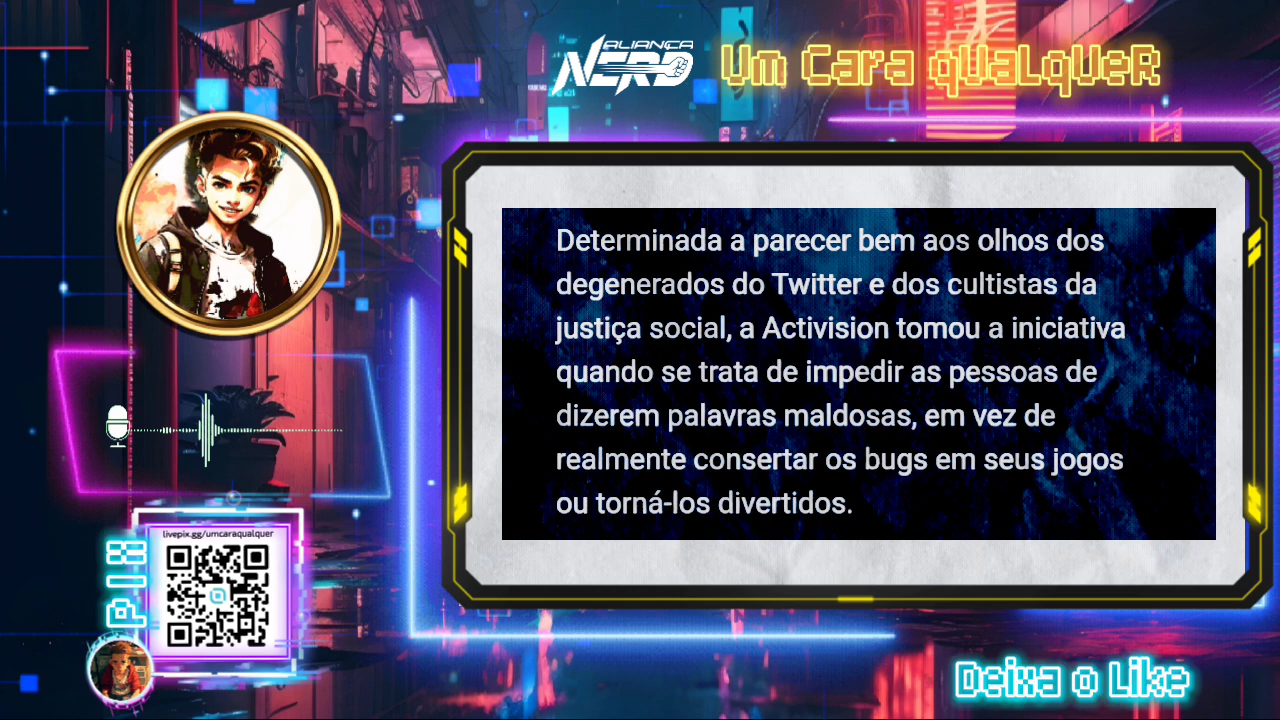 ALIANÇA
NERD
Um Cara qUaLqUeR
Determinada a parecer bem aos olhos dos
degenerados do Twitter e dos cultistas da
justiça social, a Activision tomou a iniciativa
quando se trata de impedir as pessoas de
dizerem palavras maldosas, em vez de
realmente consertar os bugs em seus jogos
ou torná-los divertidos.
livepix.gg/umcaraqualquer
PIX
Deixa o Like